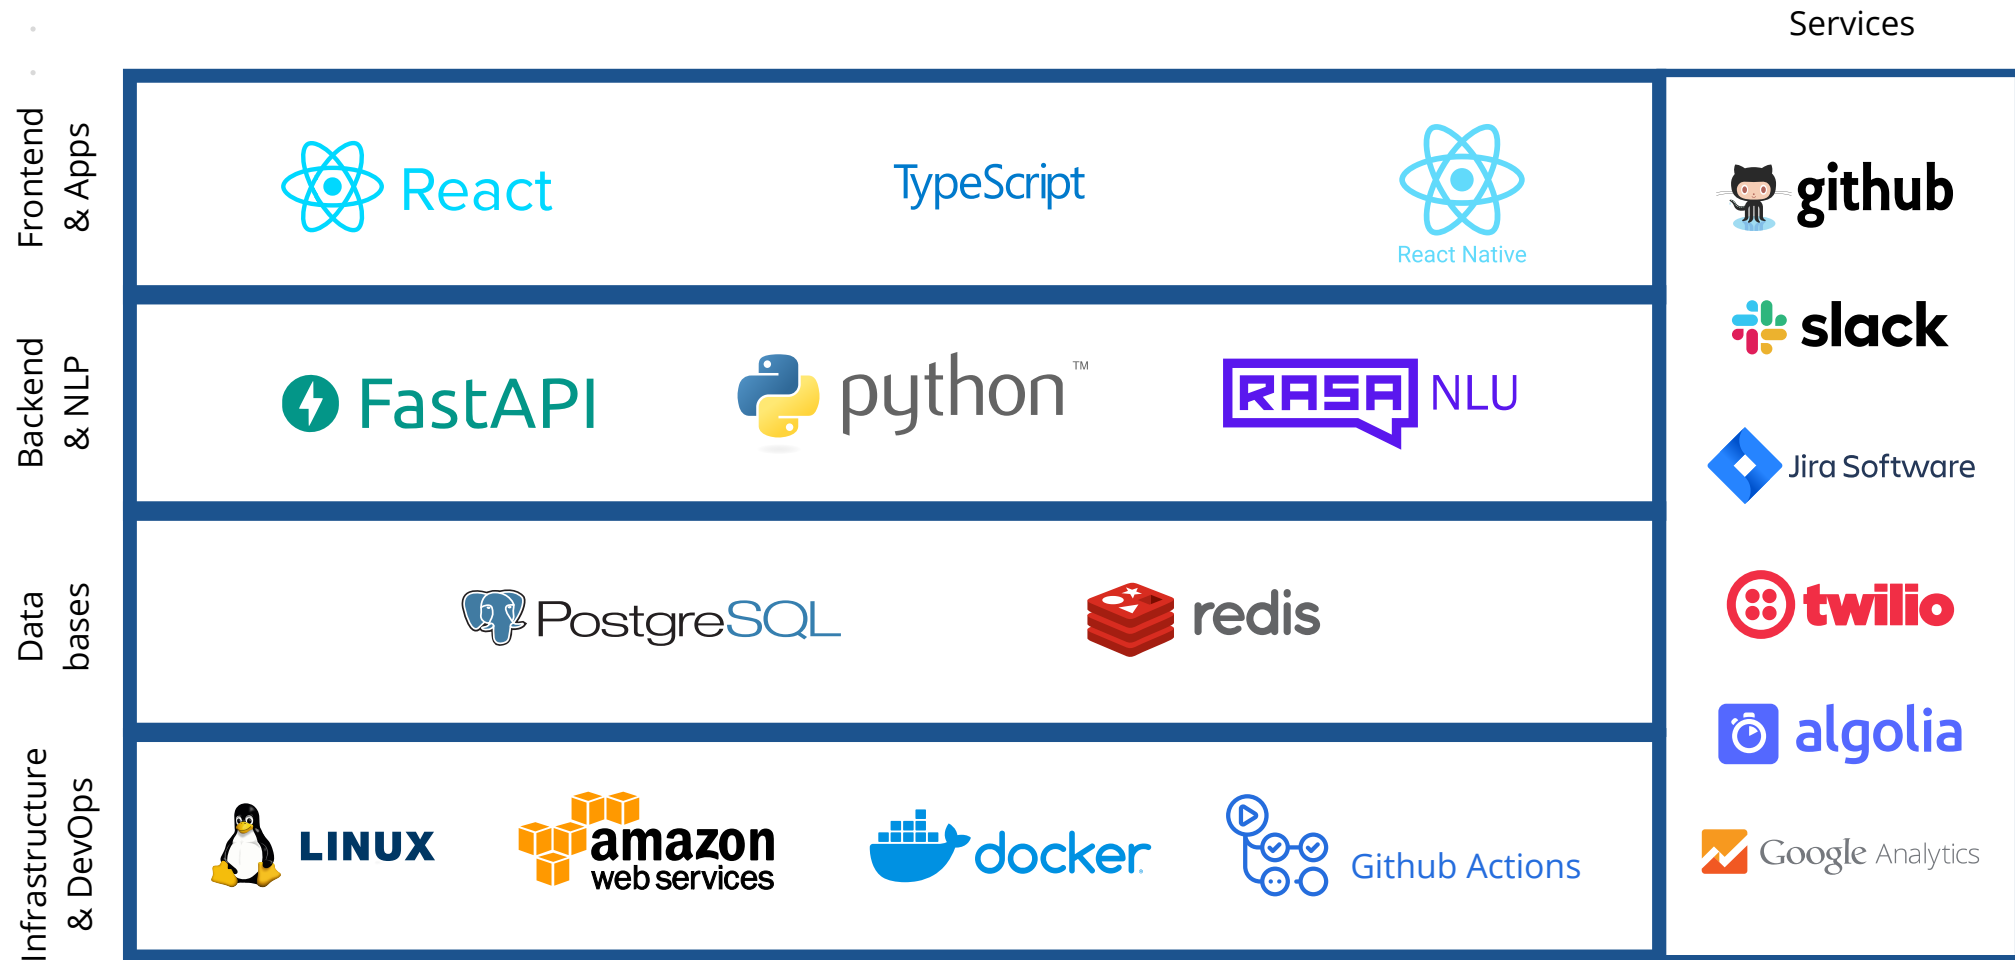 Services
Frontend
& Apps
React
TypeScript
React Native
github
slack
Backend
& NLP
FastAPI
python™
RASA NLU
Jira Software
Data
bases
PostgreSQL
redis
twilio
algolia
Infrastructure
& DevOps
LINUX
amazon
web services
docker
Github Actions
Google Analytics